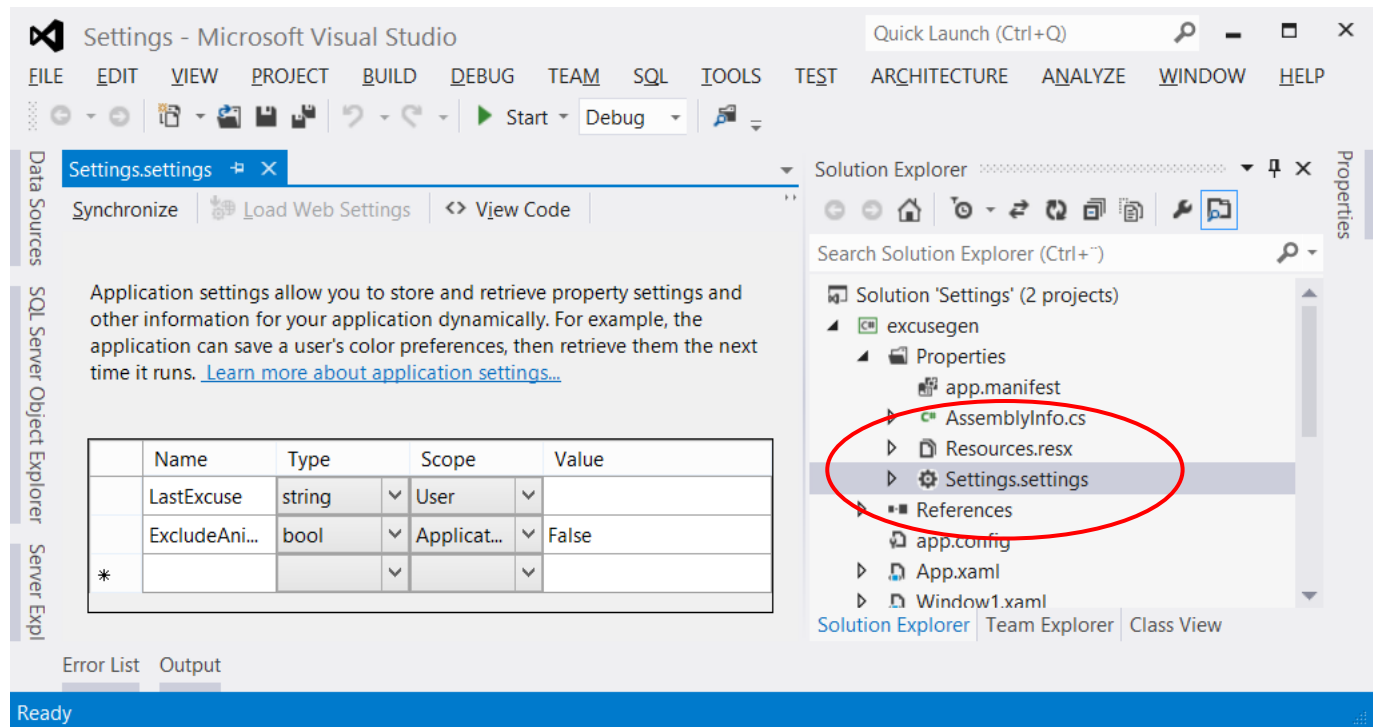 Settings - Microsoft Visual Studio
Quick Launch (Ctrl+Q)
FILE EDIT VIEW PROJECT BUILD DEBUG TEAM SQL TOOLS TEST ARCHITECTURE ANALYZE WINDOW HELP
Start Debug
Data Sources
SQL Server Object Explorer
Server Expl
Settings.settings
Synchronize Load Web Settings <> View Code
Application settings allow you to store and retrieve property settings and
other information for your application dynamically. For example, the
application can save a user's color preferences, then retrieve them the next
time it runs. Learn more about application settings...
Name Type Scope Value
LastExcuse string User
ExcludeAni... bool Applicat... False
*
Solution Explorer
Search Solution Explorer (Ctrl+¨)
Solution 'Settings' (2 projects)
C# excusegen
Properties
app.manifest
C# AssemblyInfo.cs
Resources.resx
Settings.settings
References
app.config
App.xaml
Window1.xaml
Solution Explorer Team Explorer Class View
Properties
Error List Output
Ready